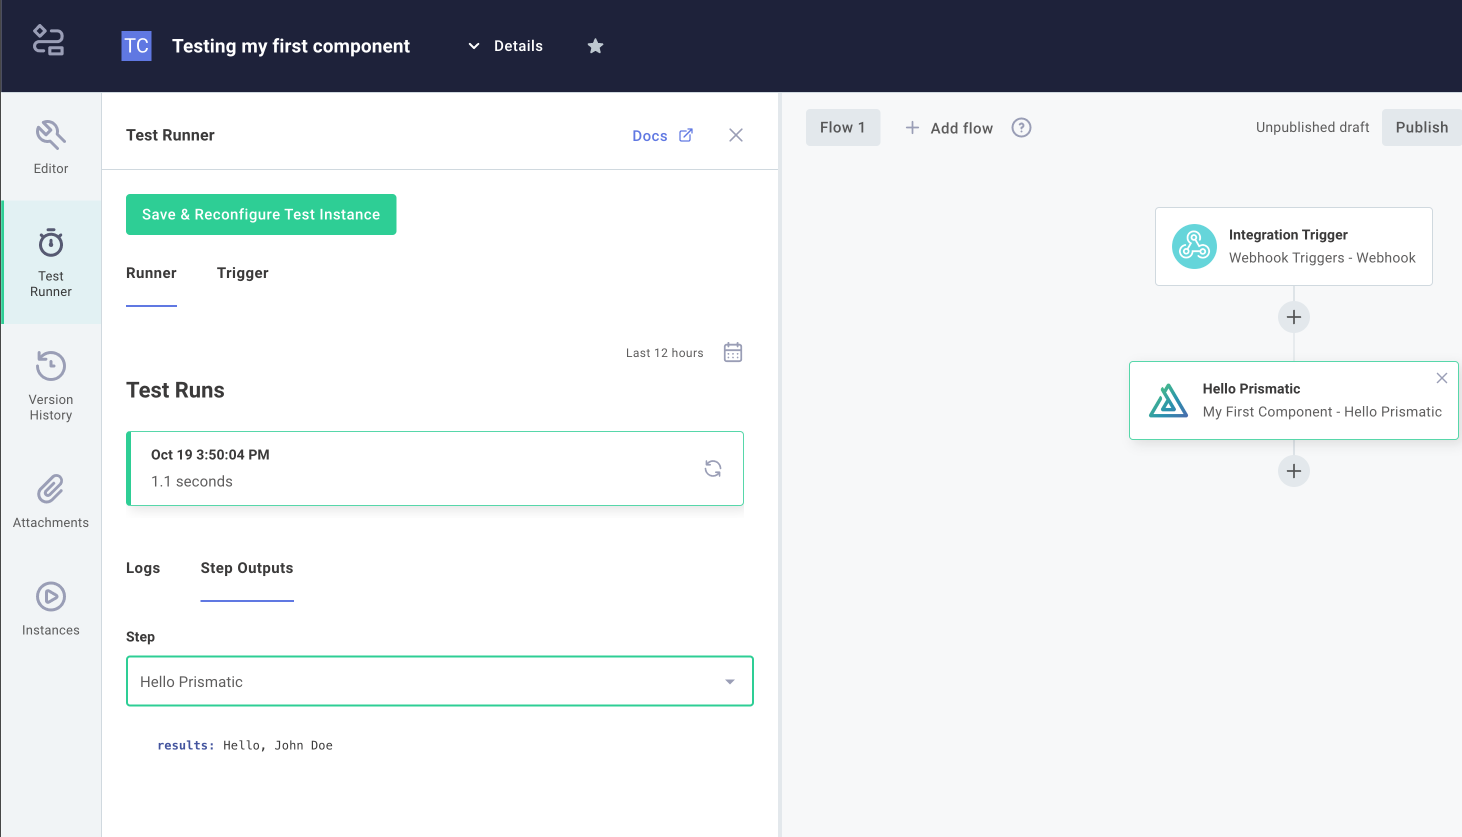 TC
Testing my first component
Details
Editor
Test
Runner
Version
History
Attachments
Instances
Test Runner
Docs
Save & Reconfigure Test Instance
Runner
Trigger
Last 12 hours
Test Runs
Oct 19 3:50:04 PM
1.1 seconds
Logs
Step Outputs
Step
Hello Prismatic
results: Hello, John Doe
Flow 1
Add flow
?
Unpublished draft
Publish
Integration Trigger
Webhook Triggers - Webhook
Hello Prismatic
My First Component - Hello Prismatic